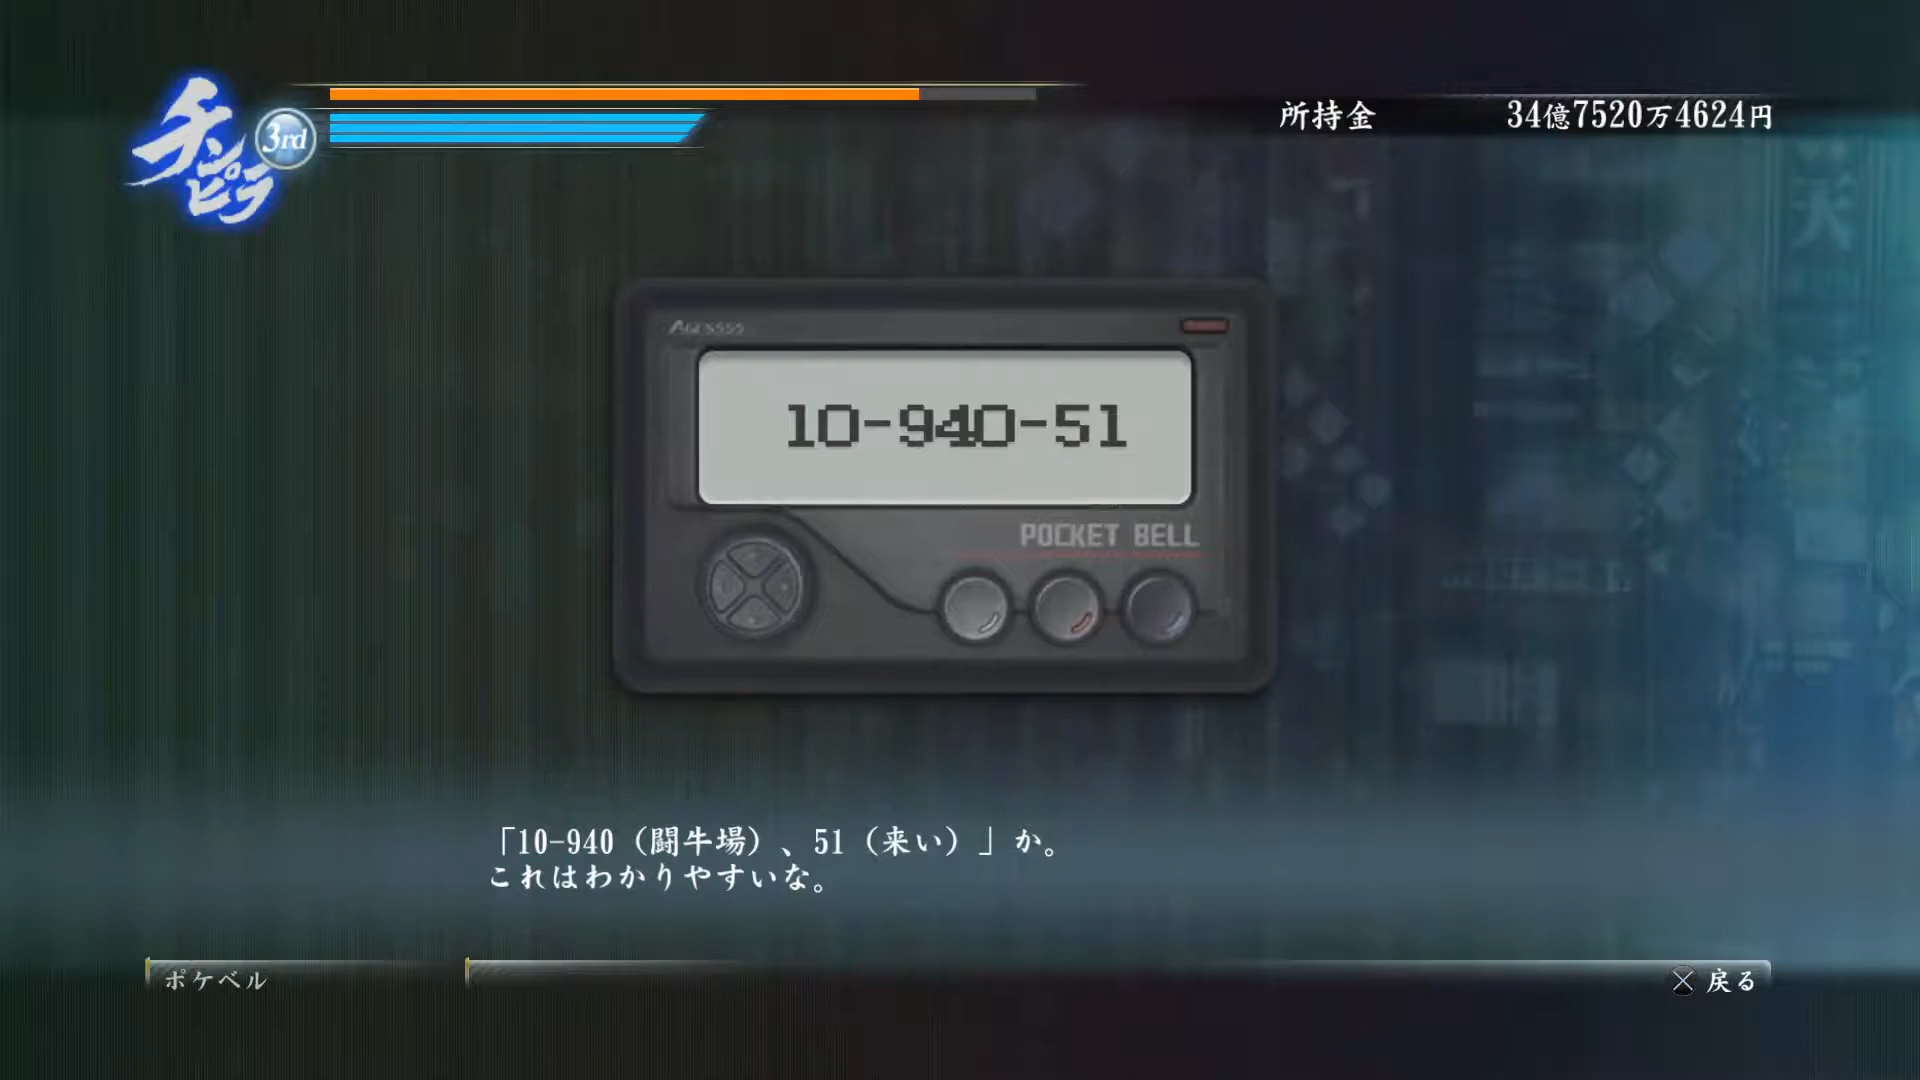 チンピラ
3rd
所持金 34億7520万4624円
10-940-51
POCKET BELL
「10-940（闘牛場）、51（来い）」か。
これはわかりやすいな。
ポケベル
戻る